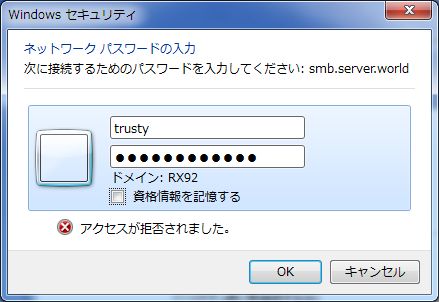 Windows セキュリティ
ネットワーク パスワードの入力
次に接続するためのパスワードを入力してください: smb.server.world
trusty
●●●●●●●●●●●●
ドメイン: RX92
資格情報を記憶する
アクセスが拒否されました。
OK
キャンセル